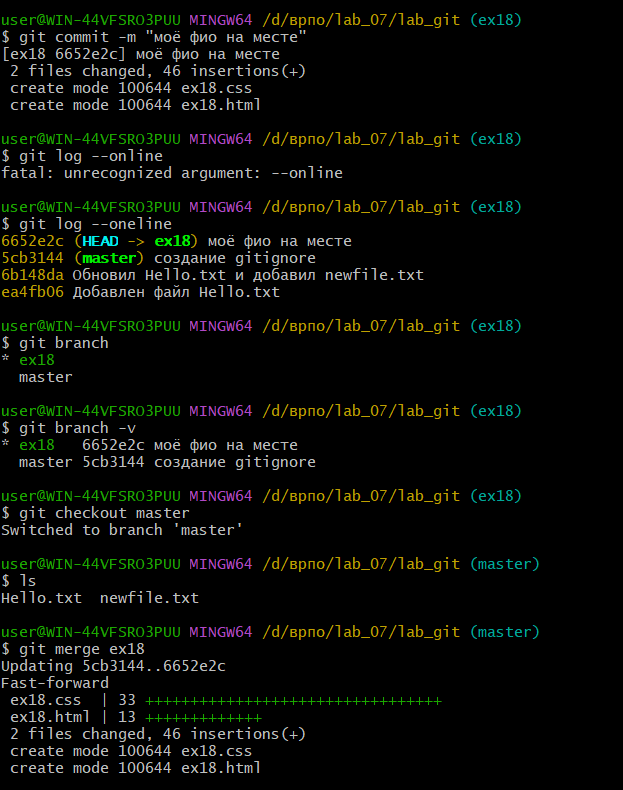 user@WIN-44VFSRO3PUU MINGW64 /d/врпо/lab_07/lab_git (ex18)
$ git commit -m "моё фио на месте"
[ex18 6652e2c] моё фио на месте
 2 files changed, 46 insertions(+)
 create mode 100644 ex18.css
 create mode 100644 ex18.html

user@WIN-44VFSRO3PUU MINGW64 /d/врпо/lab_07/lab_git (ex18)
$ git log --online
fatal: unrecognized argument: --online

user@WIN-44VFSRO3PUU MINGW64 /d/врпо/lab_07/lab_git (ex18)
$ git log --oneline
6652e2c (HEAD -> ex18) моё фио на месте
5cb3144 (master) создание gitignore
6b148da Обновил Hello.txt и добавил newfile.txt
ea4fb06 Добавлен файл Hello.txt

user@WIN-44VFSRO3PUU MINGW64 /d/врпо/lab_07/lab_git (ex18)
$ git branch
* ex18
  master

user@WIN-44VFSRO3PUU MINGW64 /d/врпо/lab_07/lab_git (ex18)
$ git branch -v
* ex18   6652e2c моё фио на месте
  master 5cb3144 создание gitignore

user@WIN-44VFSRO3PUU MINGW64 /d/врпо/lab_07/lab_git (ex18)
$ git checkout master
Switched to branch 'master'

user@WIN-44VFSRO3PUU MINGW64 /d/врпо/lab_07/lab_git (master)
$ ls
Hello.txt  newfile.txt

user@WIN-44VFSRO3PUU MINGW64 /d/врпо/lab_07/lab_git (master)
$ git merge ex18
Updating 5cb3144..6652e2c
Fast-forward
 ex18.css  | 33 +++++++++++++++++++++++++++++++++
 ex18.html | 13 +++++++++++++
 2 files changed, 46 insertions(+)
 create mode 100644 ex18.css
 create mode 100644 ex18.html